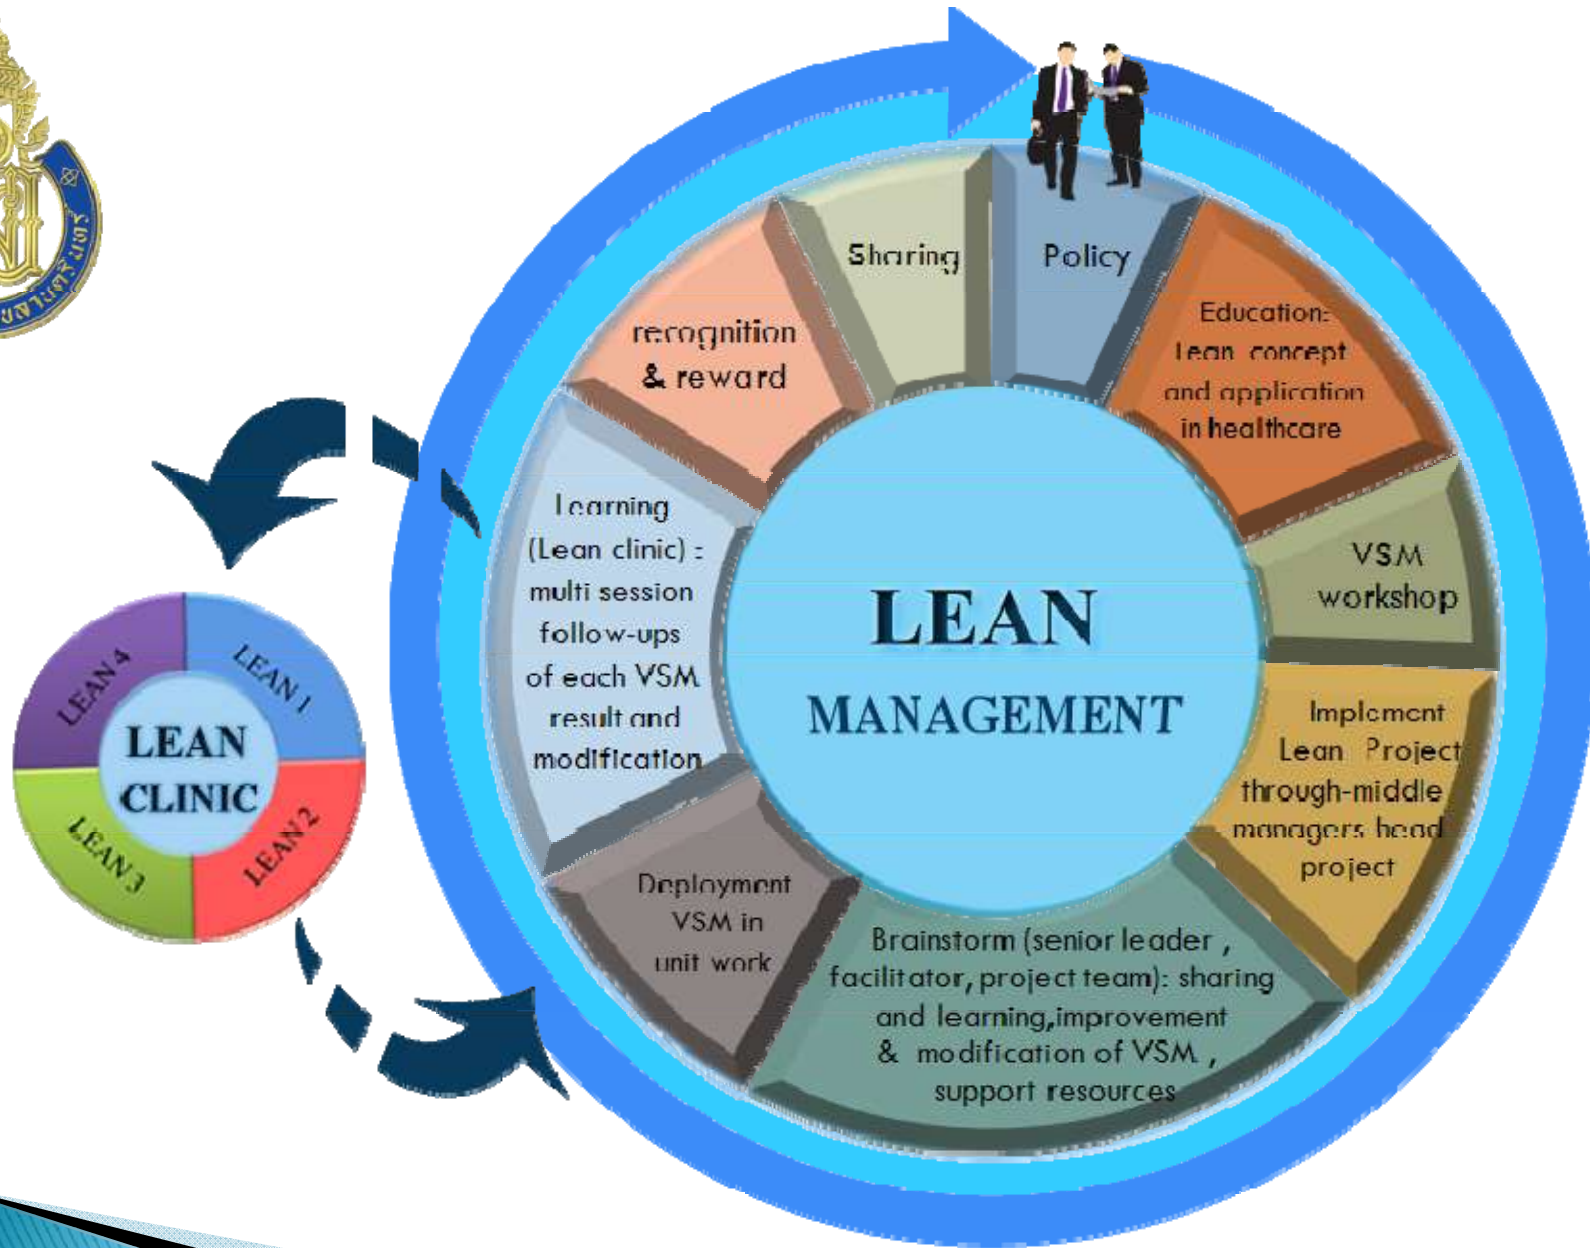 Sharing
Policy
Education:
Lean concept
and application
in healthcare
VSM
workshop
Implement
Lean Project
through-middle
managers head
project
Brainstorm (senior leader ,
facilitator, project team): sharing
and learning,improvement
& modification of VSM ,
support resources
Deployment
VSM in
unit work
Learning
(Lean clinic) :
multi session
follow-ups
of each VSM
result and
modification
recognition
& reward
LEAN
MANAGEMENT
LEAN 1
LEAN 2
LEAN 3
LEAN 4
LEAN
CLINIC